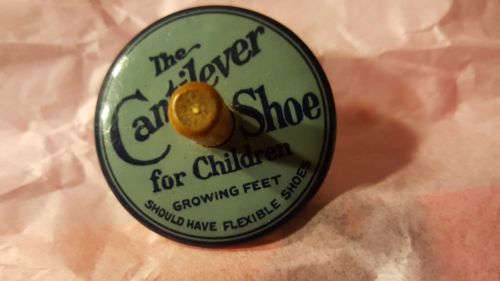 The
Cantilever
Shoe
for Children
GROWING FEET
SHOULD HAVE FLEXIBLE SHOES